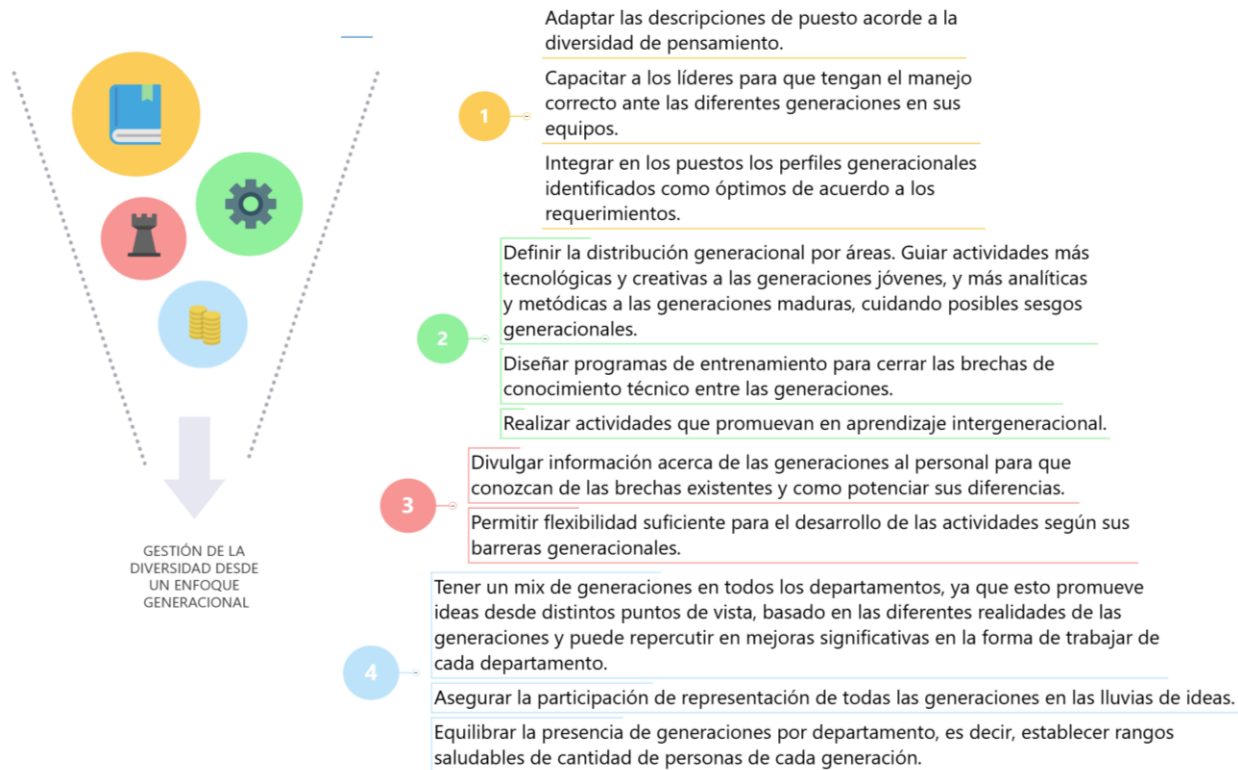 Adaptar las descripciones de puesto acorde a la
diversidad de pensamiento.
1
Capacitar a los líderes para que tengan el manejo
correcto ante las diferentes generaciones en sus
equipos.
Integrar en los puestos los perfiles generacionales
identificados como óptimos de acuerdo a los
requerimientos.
2
Definir la distribución generacional por áreas. Guiar actividades más
tecnológicas y creativas a las generaciones jóvenes, y más analíticas
y metódicas a las generaciones maduras, cuidando posibles sesgos
generacionales.
Diseñar programas de entrenamiento para cerrar las brechas de
conocimiento técnico entre las generaciones.
Realizar actividades que promuevan en aprendizaje intergeneracional.
3
Divulgar información acerca de las generaciones al personal para que
conozcan de las brechas existentes y como potenciar sus diferencias.
Permitir flexibilidad suficiente para el desarrollo de las actividades según sus
barreras generacionales.
GESTIÓN DE LA
DIVERSIDAD DESDE
UN ENFOQUE
GENERACIONAL
4
Tener un mix de generaciones en todos los departamentos, ya que esto promueve
ideas desde distintos puntos de vista, basado en las diferentes realidades de las
generaciones y puede repercutir en mejoras significativas en la forma de trabajar de
cada departamento.
Asegurar la participación de representación de todas las generaciones en las lluvias de ideas.
Equilibrar la presencia de generaciones por departamento, es decir, establecer rangos
saludables de cantidad de personas de cada generación.